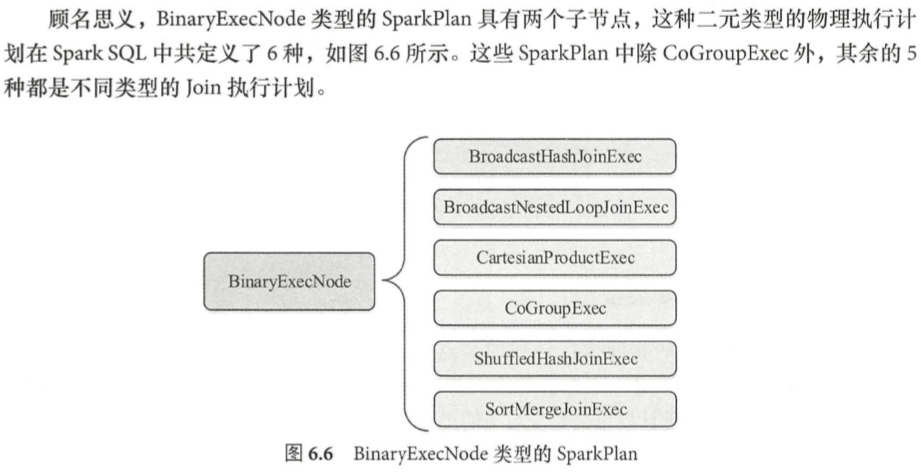 顾名思义，BinaryExecNode 类型的 SparkPlan 具有两个子节点，这种二元类型的物理执行计
划在 Spark SQL 中共定义了 6 种，如图 6.6 所示。这些 SparkPlan 中除 CoGroupExec 外，其余的 5
种都是不同类型的 Join 执行计划。
BroadcastHashJoinExec
BroadcastNestedLoopJoinExec
CartesianProductExec
BinaryExecNode
CoGroupExec
ShuffledHashJoinExec
SortMergeJoinExec
图 6.6 BinaryExecNode 类型的 SparkPlan